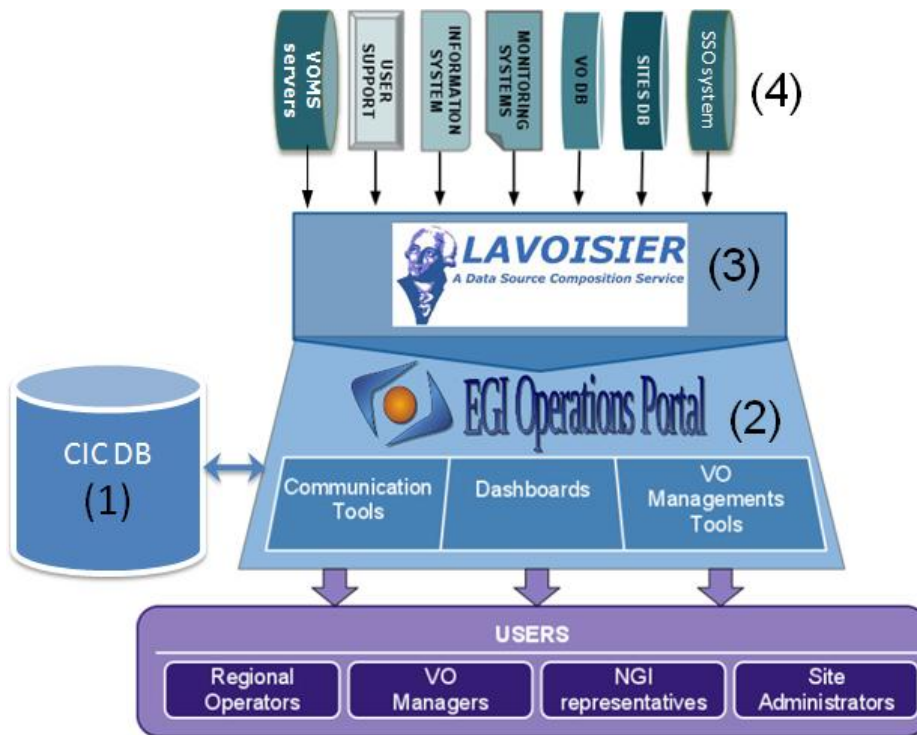 VOMS
servers
USER
SUPPORT
INFORMATION
SYSTEM
MONITORING
SYSTEMS
VO DB
SITES DB
SSO system
(4)
LAVOISIER
A Data Source Composition Service
(3)
EGI Operations Portal
(2)
CIC DB
(1)
Communication
Tools
Dashboards
VO
Managements
Tools
USERS
Regional
Operators
VO
Managers
NGI
representatives
Site
Administrators